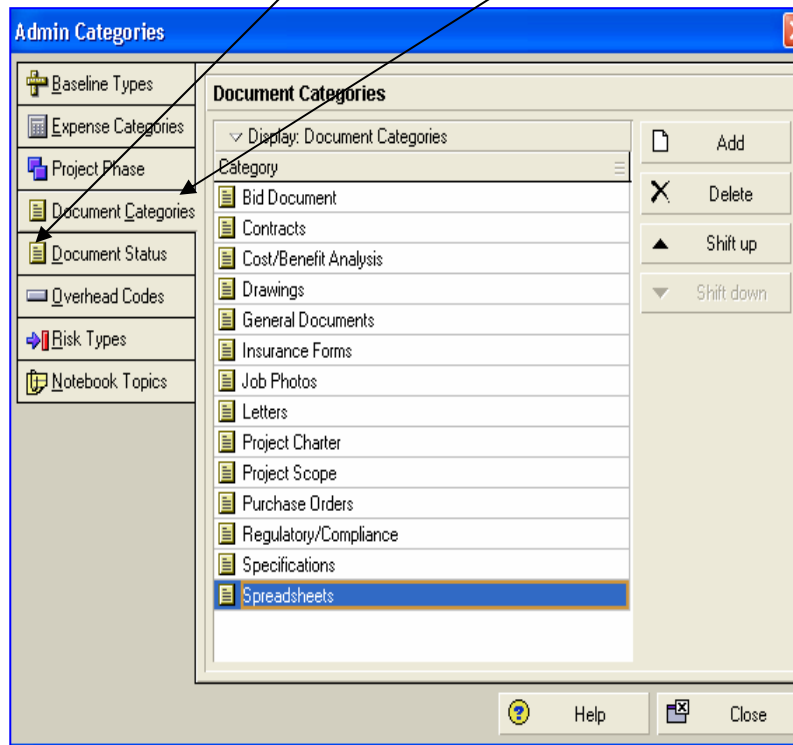 Admin Categories
Baseline Types
Expense Categories
Project Phase
Document Categories
Document Status
Overhead Codes
Risk Types
Notebook Topics
Document Categories
Display: Document Categories
Category
Bid Document
Contracts
Cost/Benefit Analysis
Drawings
General Documents
Insurance Forms
Job Photos
Letters
Project Charter
Project Scope
Purchase Orders
Regulatory/Compliance
Specifications
Spreadsheets
Add
Delete
Shift up
Shift down
Help
Close